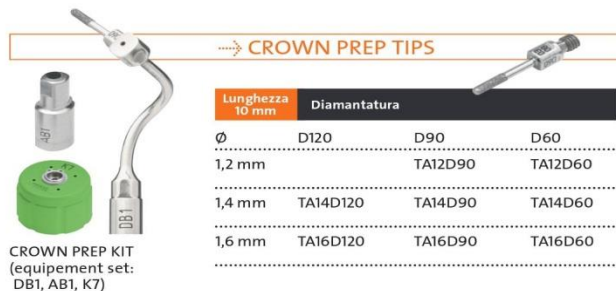 CROWN PREP TIPS
Lunghezza 10 mm Diamantatura
Ø D120 D90 D60
1,2 mm TA12D90 TA12D60
1,4 mm TA14D120 TA14D90 TA14D60
1,6 mm TA16D120 TA16D90 TA16D60
AB1
K7
DB1
CROWN PREP KIT
(equipement set:
DB1, AB1, K7)